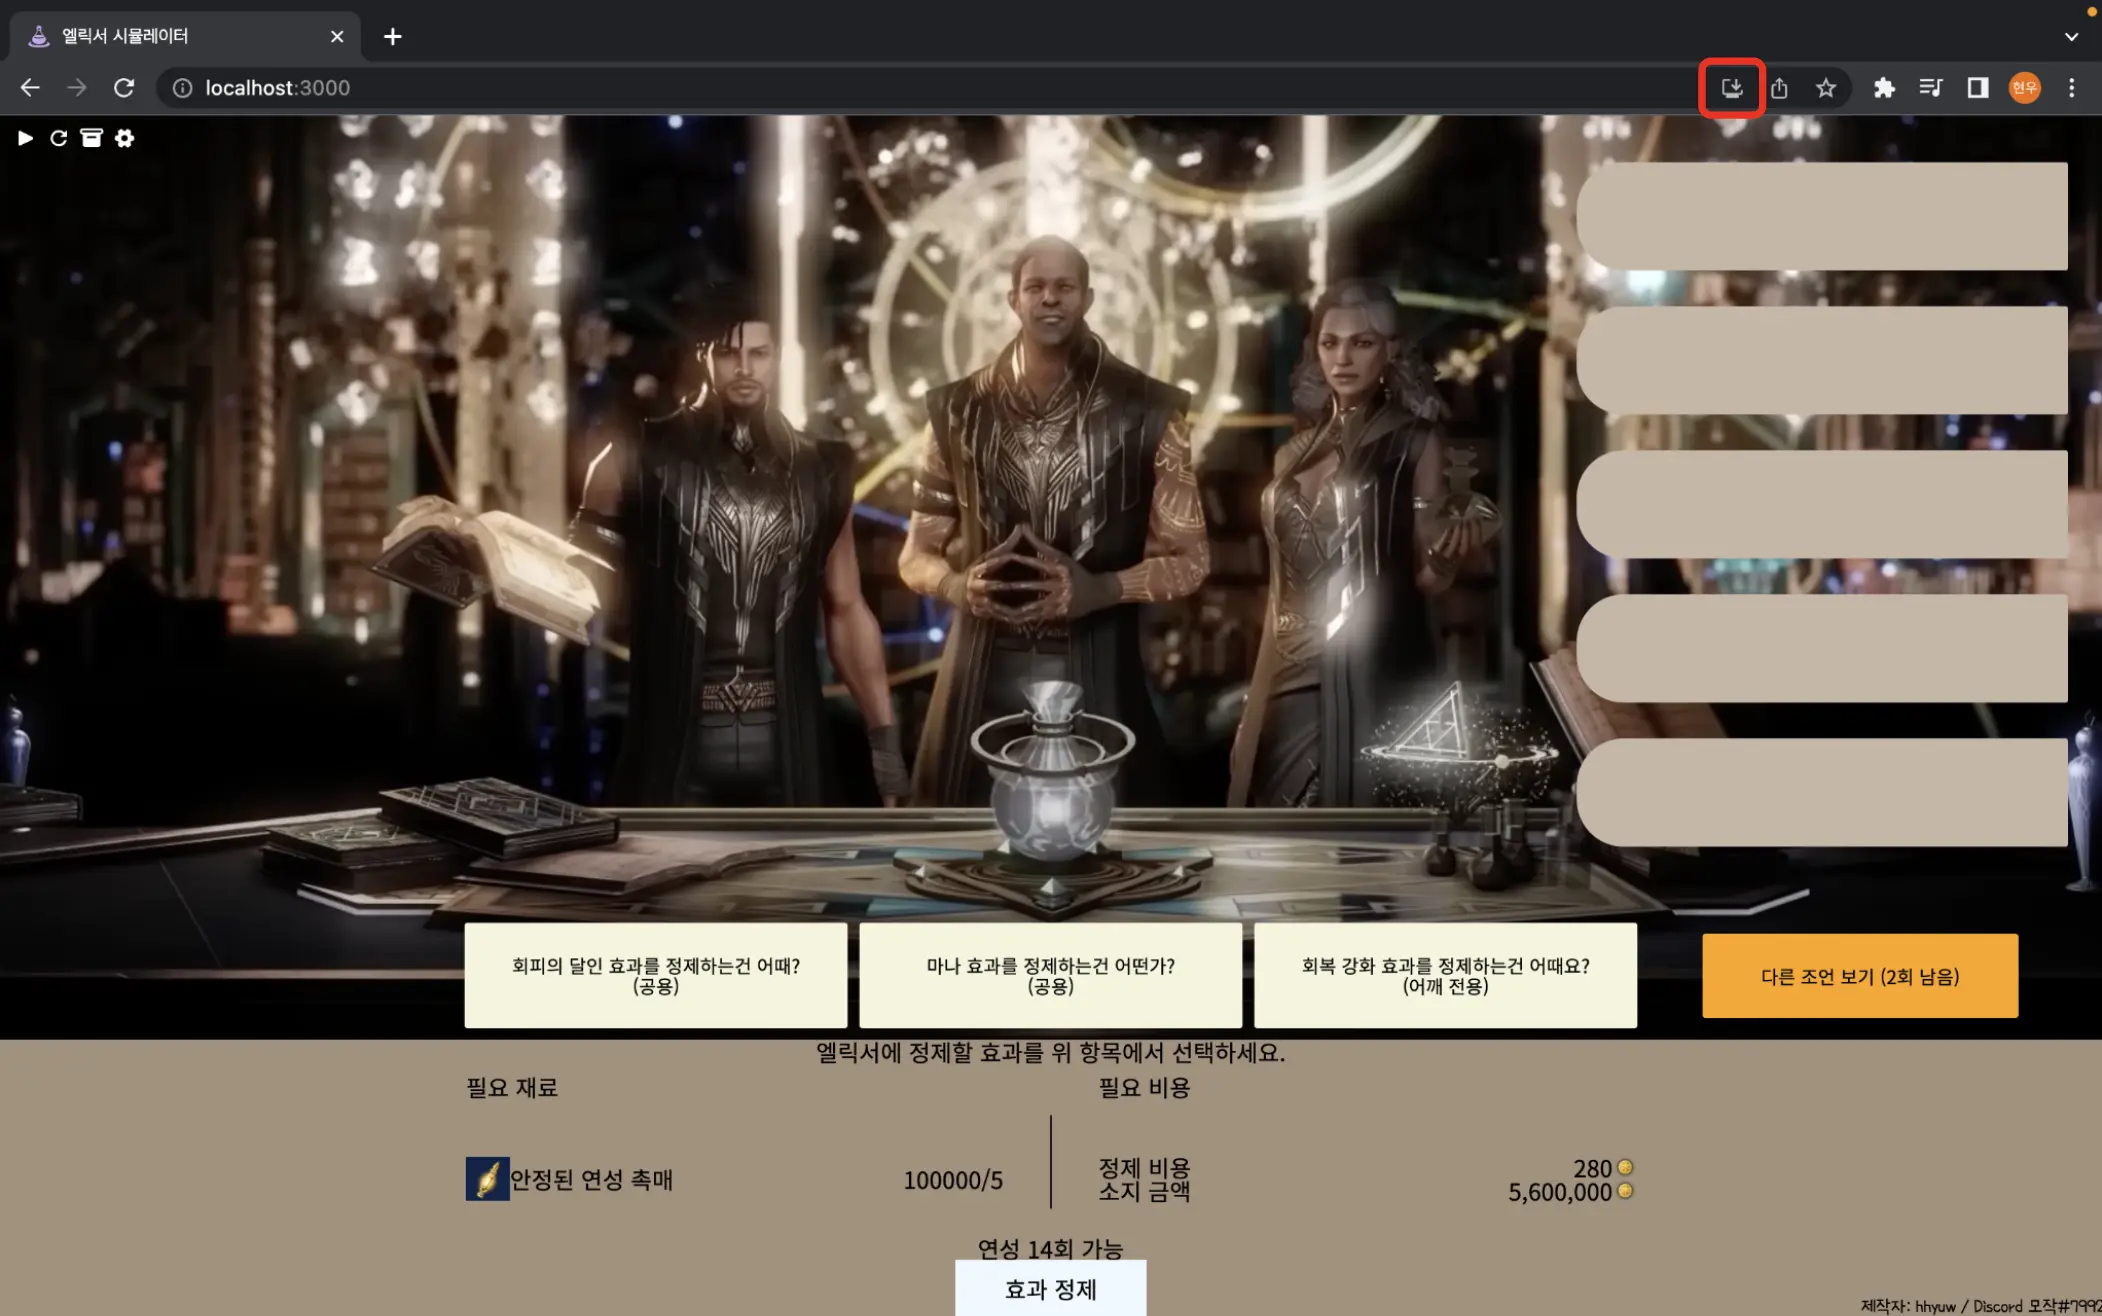 엘릭서 시뮬레이터
localhost:3000
현우
회피의 달인 효과를 정제하는건 어때?
(공용)
마나 효과를 정제하는건 어떤가?
(공용)
회복 강화 효과를 정제하는건 어때요?
(어깨 전용)
다른 조언 보기 (2회 남음)
엘릭서에 정제할 효과를 위 항목에서 선택하세요.
필요 재료
필요 비용
안정된 연성 촉매
100000/5
정제 비용
280
소지 금액
5,600,000
연성 14회 가능
효과 정제
제작자: hhyuw / Discord 모작#7992